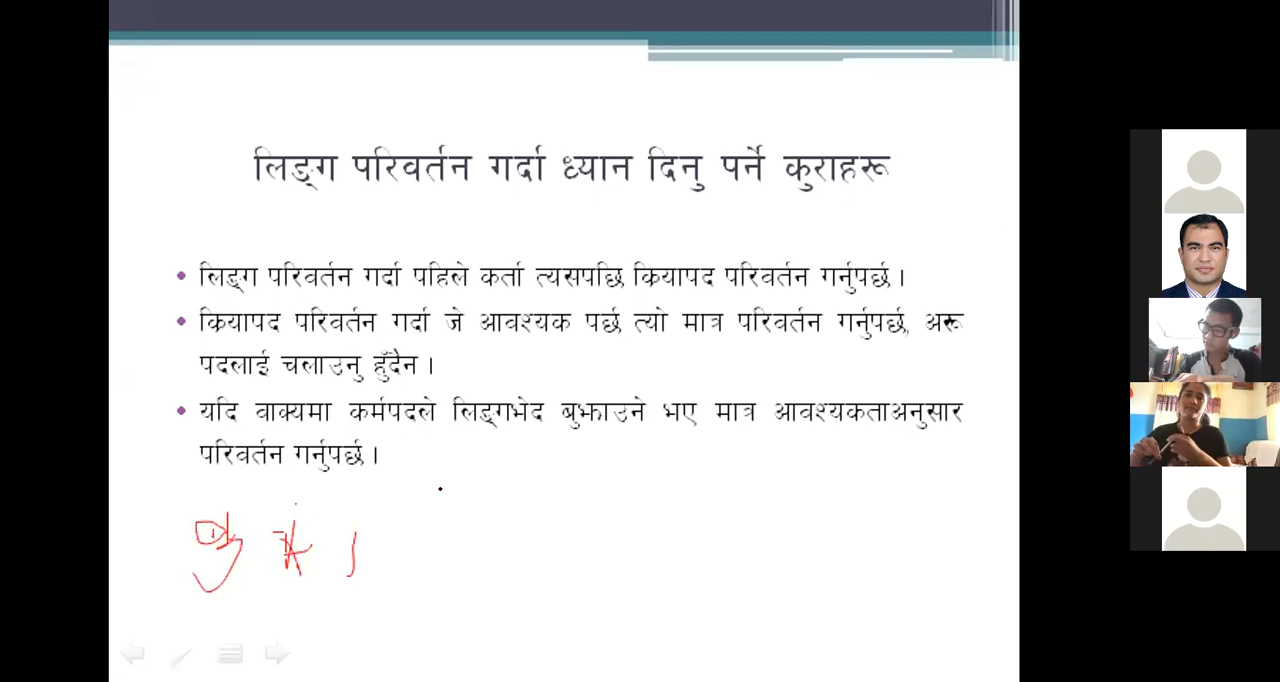 लिङ्ग परिवर्तन गर्दा ध्यान दिनु पर्ने कुराहरू
• लिङ्ग परिवर्तन गर्दा पहिले कर्ता त्यसपछि क्रियापद परिवर्तन गर्नुपर्छ ।
• क्रियापद परिवर्तन गर्दा जे आवश्यक पर्छ त्यो मात्र परिवर्तन गर्नुपर्छ, अरू
पदलाई चलाउनु हुँदैन ।
• यदि वाक्यमा कर्मपदले लिङ्गभेद बुझाउने भए मात्र आवश्यकताअनुसार
परिवर्तन गर्नुपर्छ ।